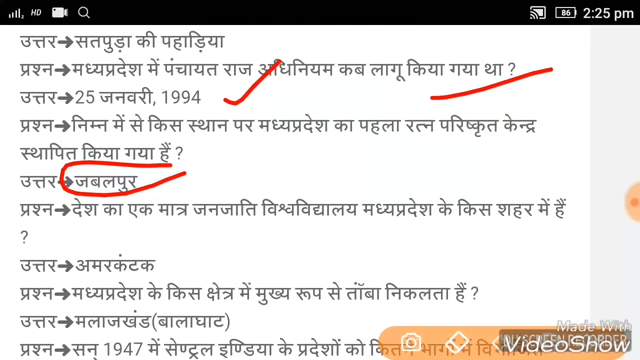 HD 86 2:25 pm
उत्तर→सतपुड़ा की पहाड़िया
प्रश्न→मध्यप्रदेश में पंचायत राज अधिनियम कब लागू किया गया था ?
उत्तर→25 जनवरी, 1994
प्रश्न→निम्न में से किस स्थान पर मध्यप्रदेश का पहला रत्न परिष्कृत केन्द्र
स्थापित किया गया हैं ?
उत्तर→जबलपुर
प्रश्न→देश का एक मात्र जनजाति विश्वविद्यालय मध्यप्रदेश के किस शहर में हैं
?
उत्तर→अमरकंटक
प्रश्न→मध्यप्रदेश के किस क्षेत्र में मुख्य रूप से ताँबा निकलता हैं ?
उत्तर→मलाजखंड(बालाघाट)
Made With
VideoShow
प्रश्न→सन् 1947 में सेण्ट्रल इण्डिया के प्रदेशों को